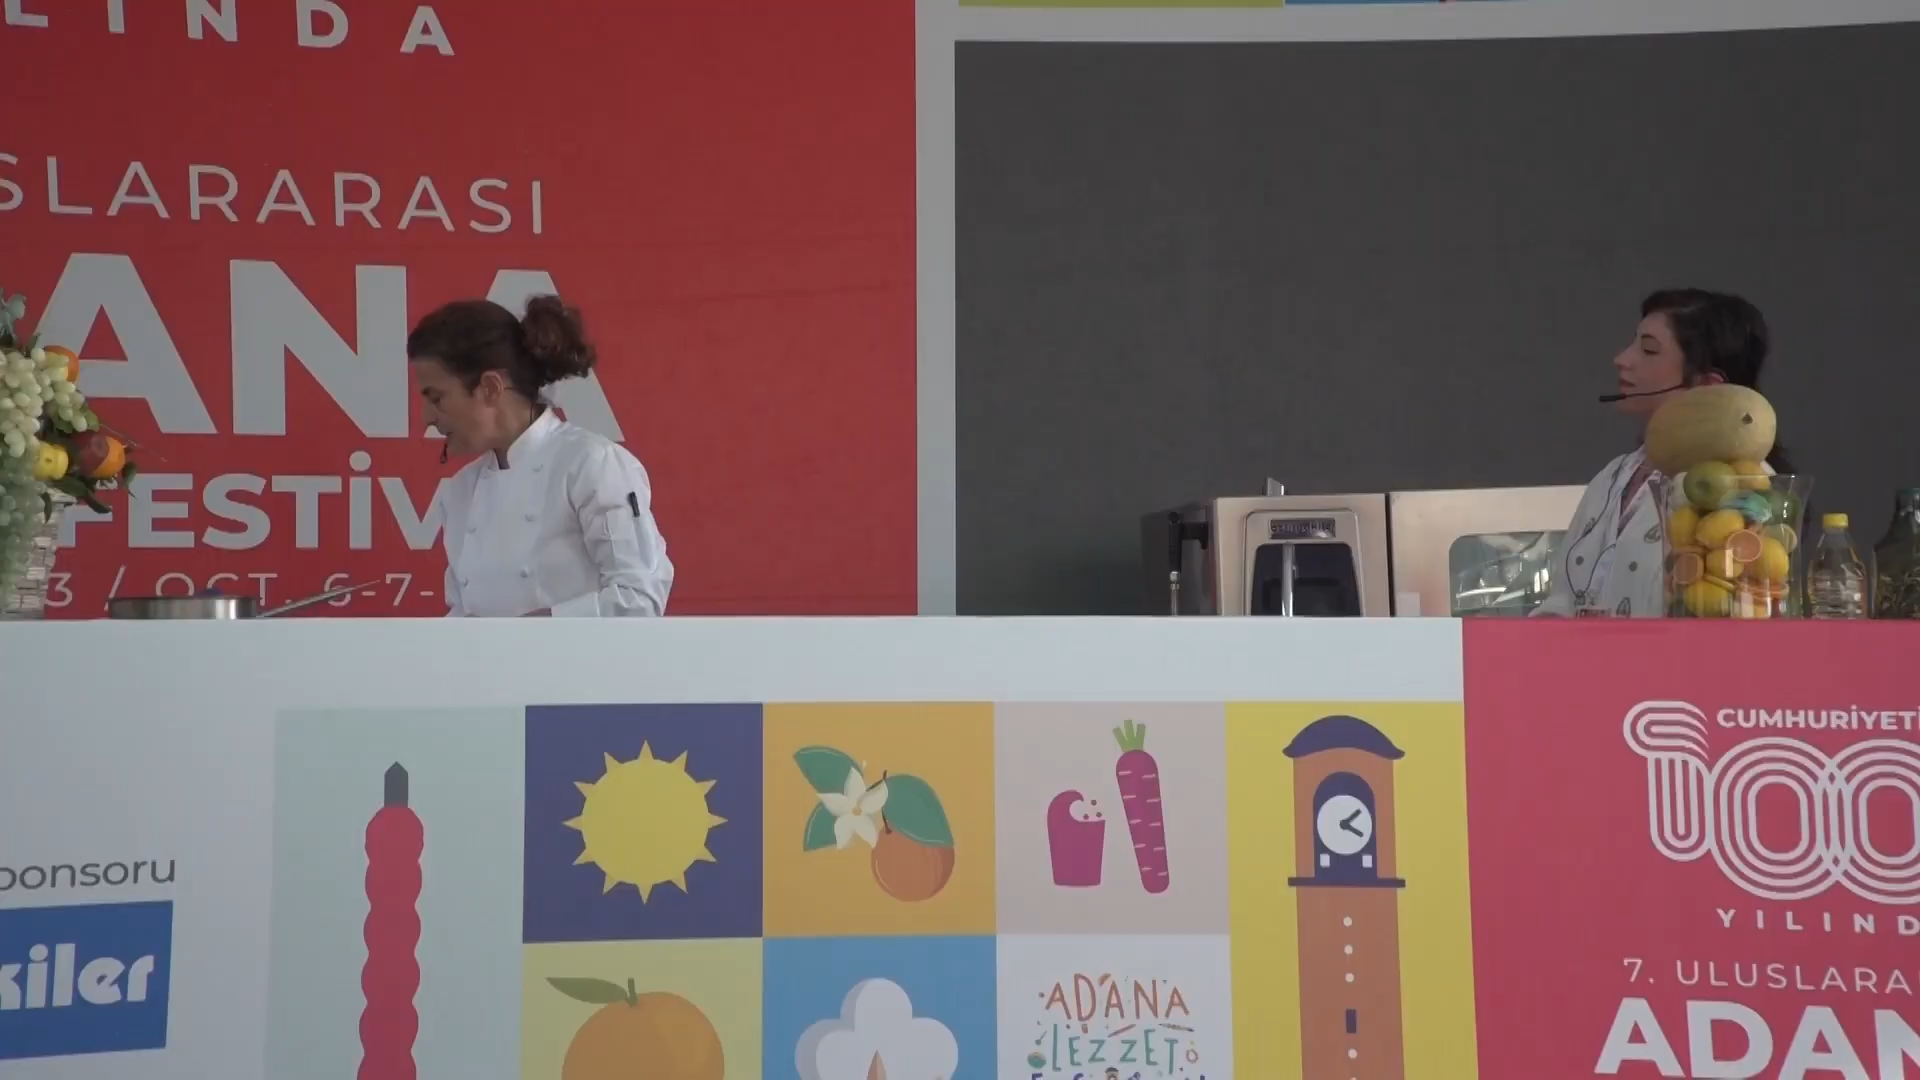 LINDA
SLARARASI
ANA
FESTİV
3 / OCT. 6-7-
ponsoru
kiler
ADANA
LEZZET
CUMHURİYETİ
100
YILIND
7. ULUSLARA
ADAN